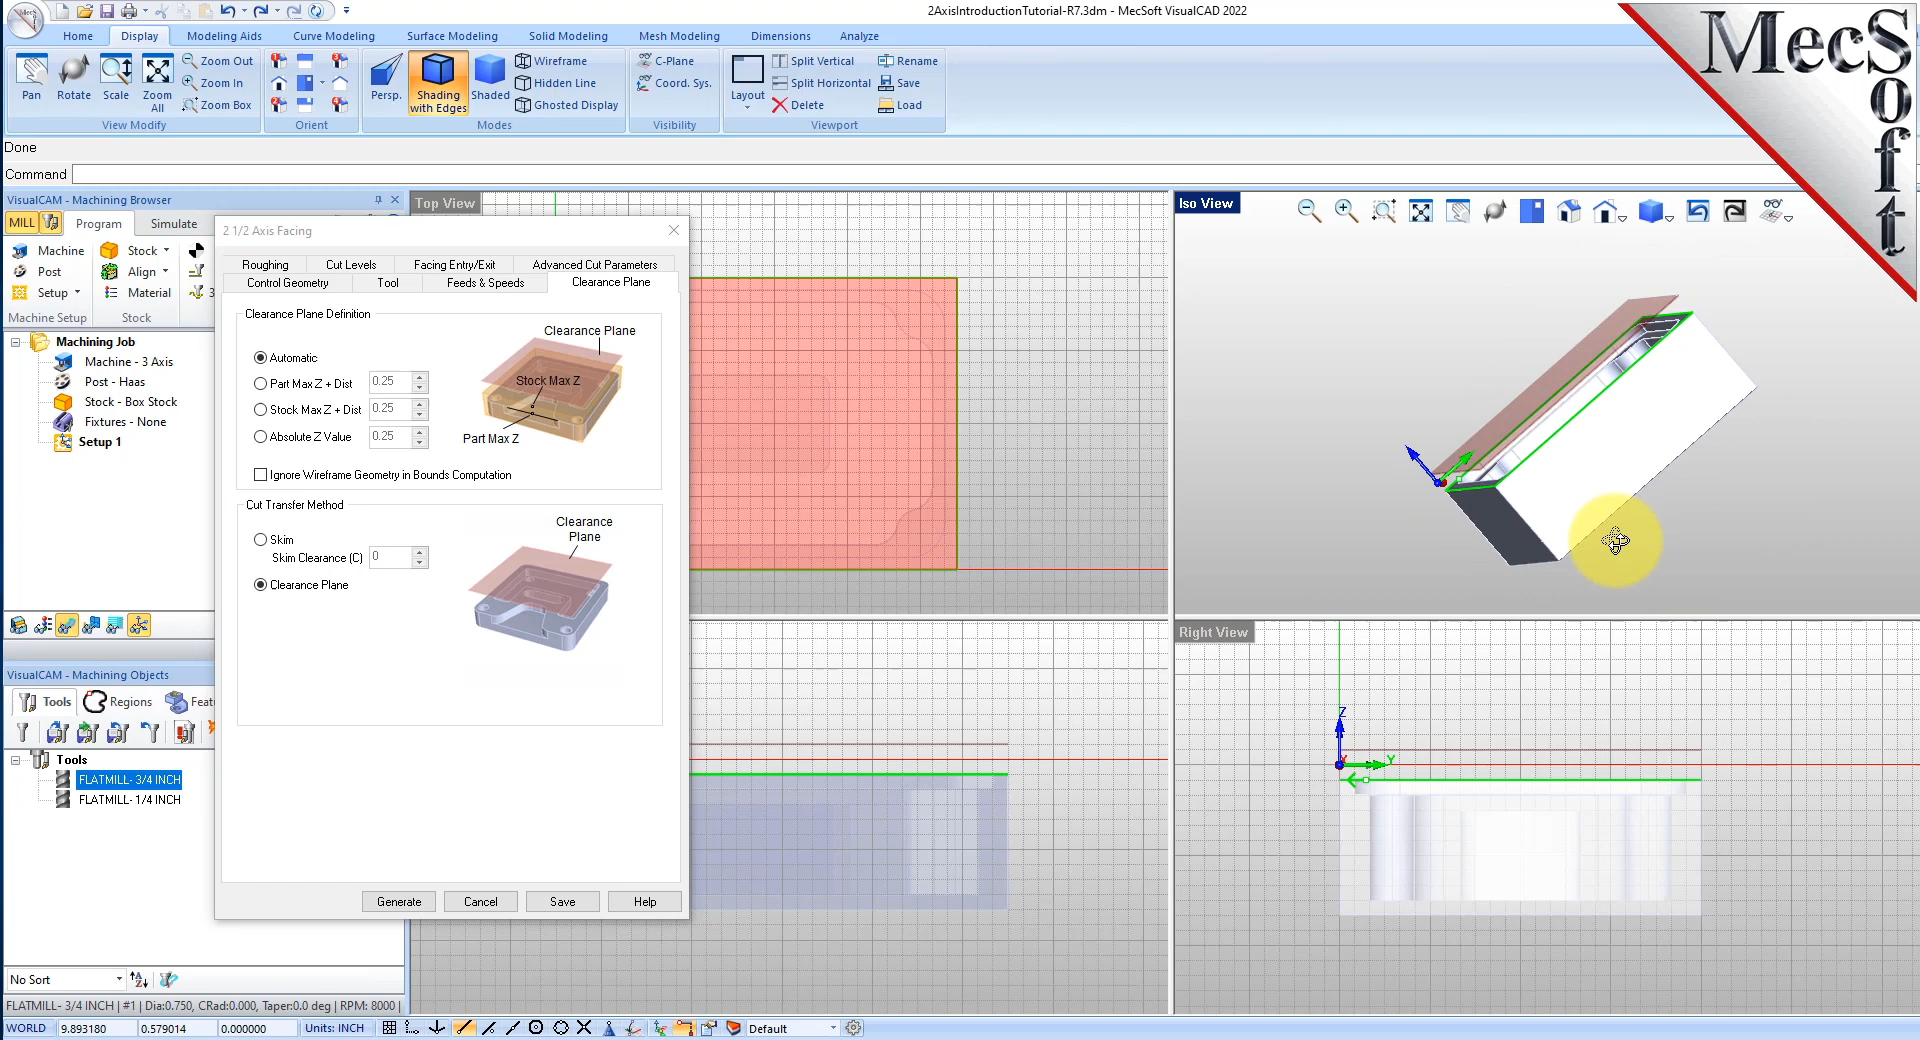 2AxisIntroductionTutorial-R7.3dm - MecSoft VisualCAD 2022
MecSoft
Home Display Modeling Aids Curve Modeling Surface Modeling Solid Modeling Mesh Modeling Dimensions Analyze
Pan Rotate Scale Zoom All
Zoom Out
Zoom In
Zoom Box
View Modify
Orient
Persp. Shading with Edges Shaded
Wireframe
Hidden Line
Ghosted Display
Modes
C-Plane
Coord. Sys.
Visibility
Layout
Split Vertical
Split Horizontal
Delete
Rename
Save
Load
Viewport
Done
Command
VisualCAM - Machining Browser
MILL Program Simulate
Machine Stock
Post Align
Setup Material 3
Machine Setup Stock
Machining Job
Machine - 3 Axis
Post - Haas
Stock - Box Stock
Fixtures - None
Setup 1
VisualCAM - Machining Objects
Tools Regions Feat
Tools
FLATMILL- 3/4 INCH
FLATMILL- 1/4 INCH
No Sort
FLATMILL- 3/4 INCH | #1 | Dia:0.750, CRad:0.000, Taper:0.0 deg | RPM: 8000 |
2 1/2 Axis Facing
Roughing Cut Levels Facing Entry/Exit Advanced Cut Parameters
Control Geometry Tool Feeds & Speeds Clearance Plane
Clearance Plane Definition
Automatic
Part Max Z + Dist 0.25
Stock Max Z + Dist 0.25
Absolute Z Value 0.25
Clearance Plane
Stock Max Z
Part Max Z
Ignore Wireframe Geometry in Bounds Computation
Cut Transfer Method
Skim
Skim Clearance (C) 0
Clearance Plane
Clearance
Plane
Generate Cancel Save Help
Top View
Iso View
Right View
Z
X
Y
WORLD 9.893180 0.579014 0.000000 Units: INCH Default